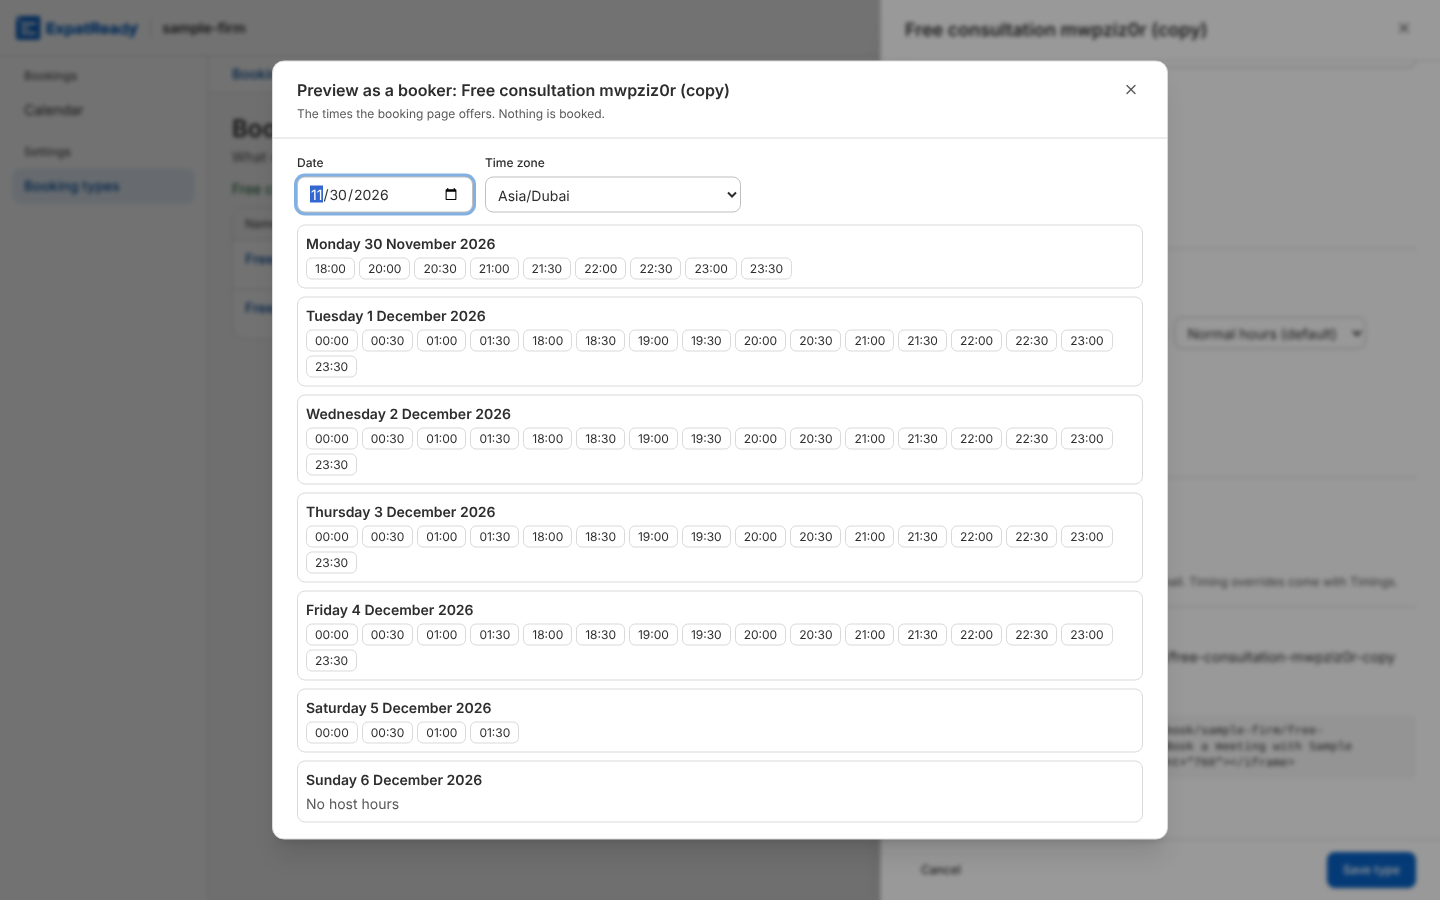 ExpatReady
sample-firm
Free consultation mwpziz0r (copy)
Bookings
Calendar
Settings
Booking types
Preview as a booker: Free consultation mwpziz0r (copy)
The times the booking page offers. Nothing is booked.
Date
Time zone
11/30/2026
Asia/Dubai
Monday 30 November 2026
18:00 20:00 20:30 21:00 21:30 22:00 22:30 23:00 23:30
Tuesday 1 December 2026
00:00 00:30 01:00 01:30 18:00 18:30 19:00 19:30 20:00 20:30 21:00 21:30 22:00 22:30 23:00
23:30
Wednesday 2 December 2026
00:00 00:30 01:00 01:30 18:00 18:30 19:00 19:30 20:00 20:30 21:00 21:30 22:00 22:30 23:00
23:30
Thursday 3 December 2026
00:00 00:30 01:00 01:30 18:00 18:30 19:00 19:30 20:00 20:30 21:00 21:30 22:00 22:30 23:00
23:30
Friday 4 December 2026
00:00 00:30 01:00 01:30 18:00 18:30 19:00 19:30 20:00 20:30 21:00 21:30 22:00 22:30 23:00
23:30
Saturday 5 December 2026
00:00 00:30 01:00 01:30
Sunday 6 December 2026
No host hours
Normal hours (default)
Timing overrides come with Timings.
free-consultation-mwpziz0r-copy
book/sample-firm/free-
Book a meeting with Sample
="760"></iframe>
Cancel
Save type